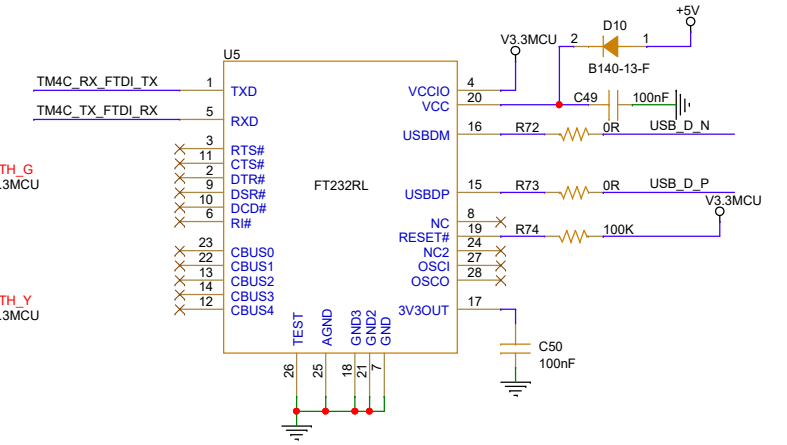 +5V
D10
V3.3MCU
2
1
B140-13-F
U5
TM4C_RX_FTDI_TX
1
TXD
VCCIO
4
TM4C_TX_FTDI_RX
5
RXD
VCC
20
C49
100nF
USBDM
16
R72
0R
USB_D_N
3
RTS#
11
CTS#
2
DTR#
9
DSR#
10
DCD#
6
RI#
TH_G
.3MCU
FT232RL
USBDP
15
R73
0R
USB_D_P
V3.3MCU
NC
8
RESET#
19
R74
100K
NC2
24
OSCI
27
OSCO
28
23
CBUS0
22
CBUS1
13
CBUS2
14
CBUS3
12
CBUS4
TH_Y
.3MCU
3V3OUT
17
C50
100nF
TEST
AGND
GND3
GND2
GND
26
25
18
21
7